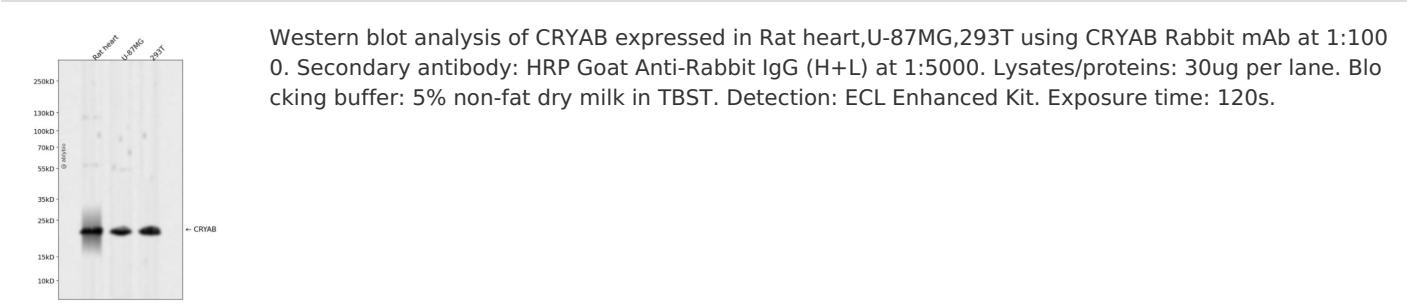 Rat heart
U-87MG
293T
250kD
130kD
100kD
70kD
55kD
35kD
25kD
15kD
10kD
@ abybio
← CRYAB
Western blot analysis of CRYAB expressed in Rat heart,U-87MG,293T using CRYAB Rabbit mAb at 1:100
0. Secondary antibody: HRP Goat Anti-Rabbit IgG (H+L) at 1:5000. Lysates/proteins: 30ug per lane. Blo
cking buffer: 5% non-fat dry milk in TBST. Detection: ECL Enhanced Kit. Exposure time: 120s.